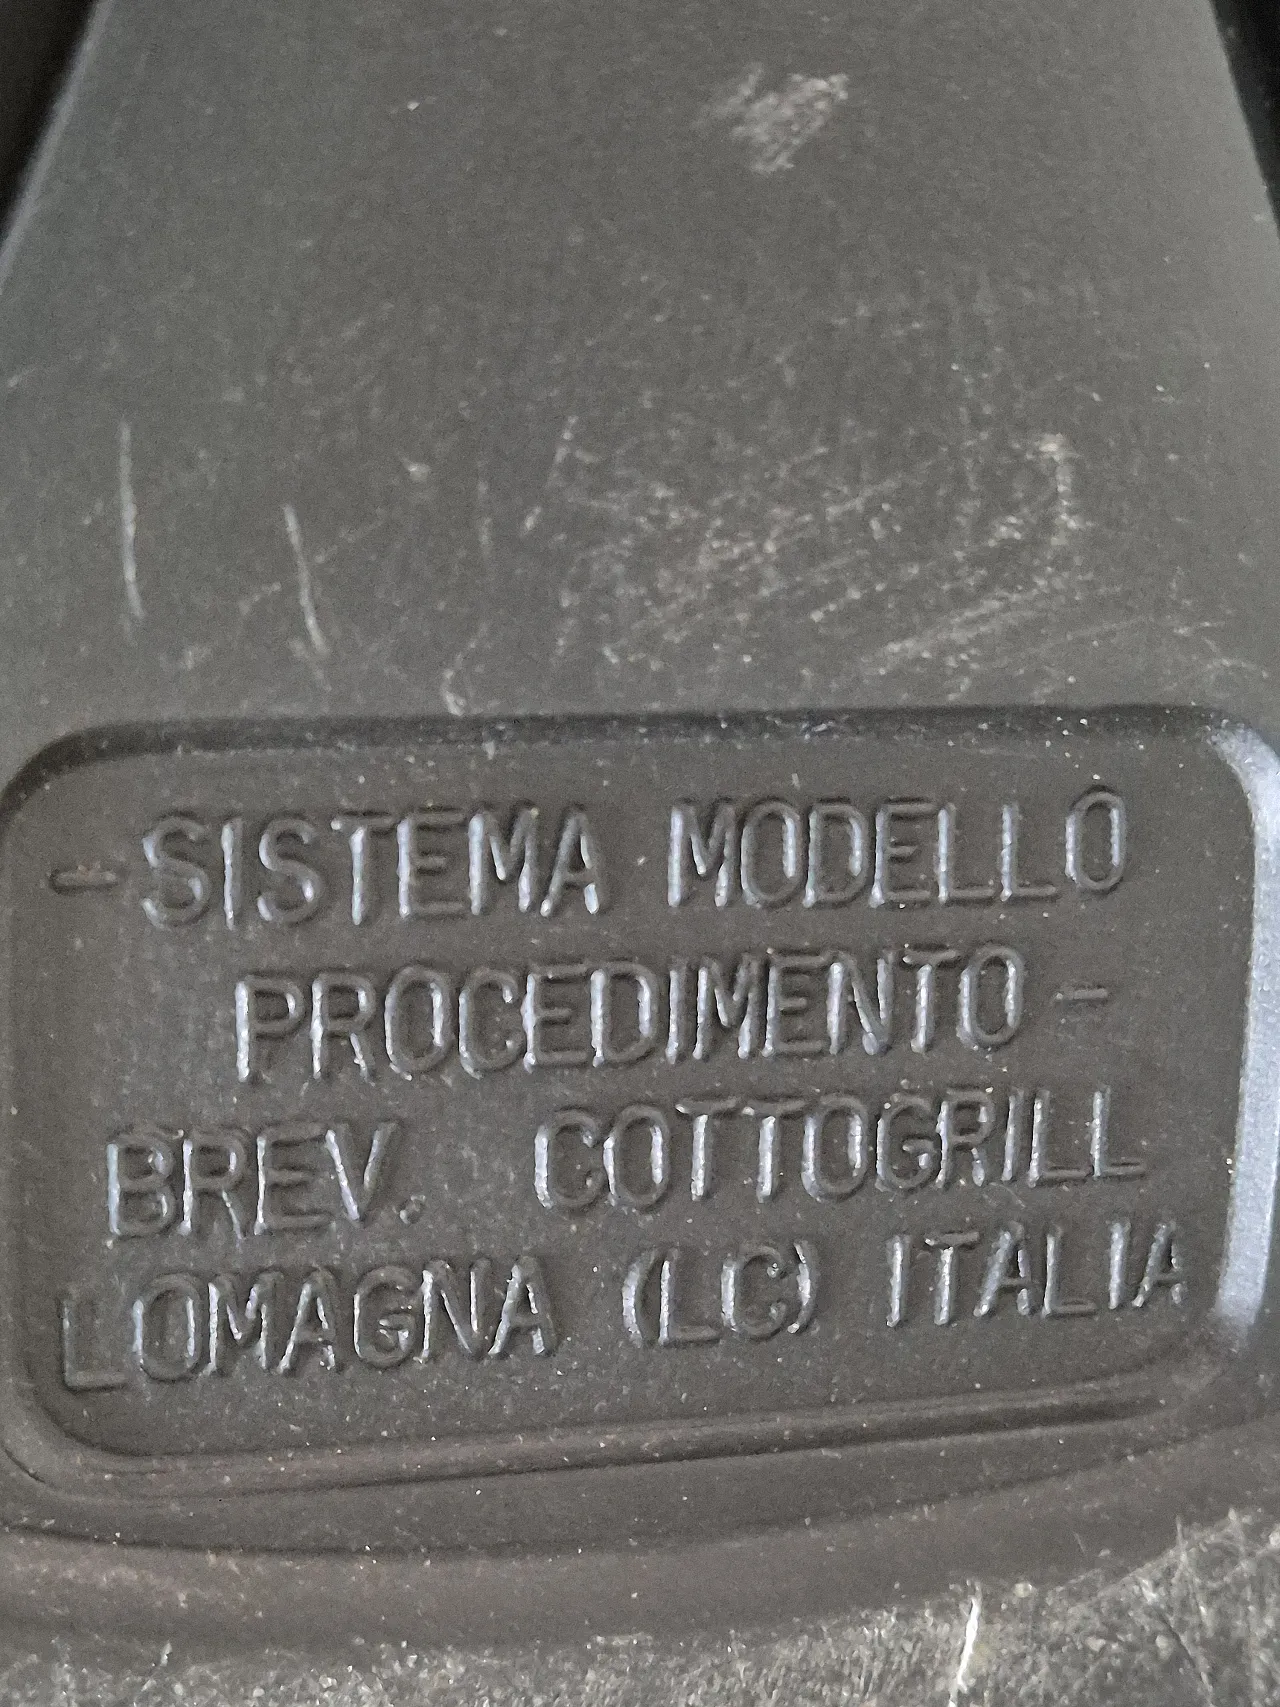 -SISTEMA MODELLO
PROCEDIMENTO-
BREV. COTTOGRILL
LOMAGNA (LC) ITALIA